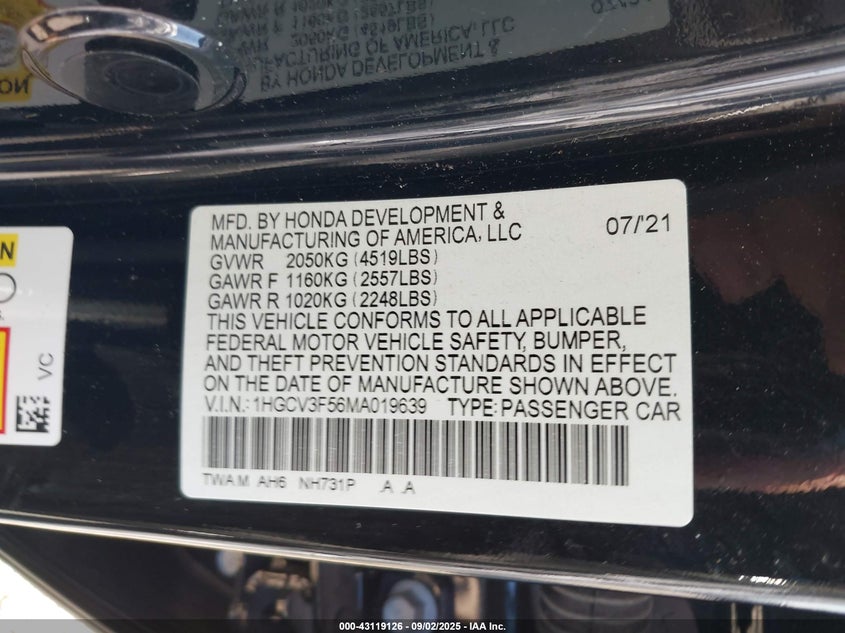 MFD. BY HONDA DEVELOPMENT &
MANUFACTURING OF AMERICA, LLC 07/21
GVWR 2050KG (4519LBS)
GAWR F 1160KG (2557LBS)
GAWR R 1020KG (2248LBS)
THIS VEHICLE CONFORMS TO ALL APPLICABLE
FEDERAL MOTOR VEHICLE SAFETY, BUMPER,
AND THEFT PREVENTION STANDARDS IN EFFECT
ON THE DATE OF MANUFACTURE SHOWN ABOVE.
V.I.N.: 1HGCV3F56MA019639 TYPE: PASSENGER CAR
TWAM AH6 NH731P .A .A
VC
000-43119126 - 09/02/2025 - IAA Inc.